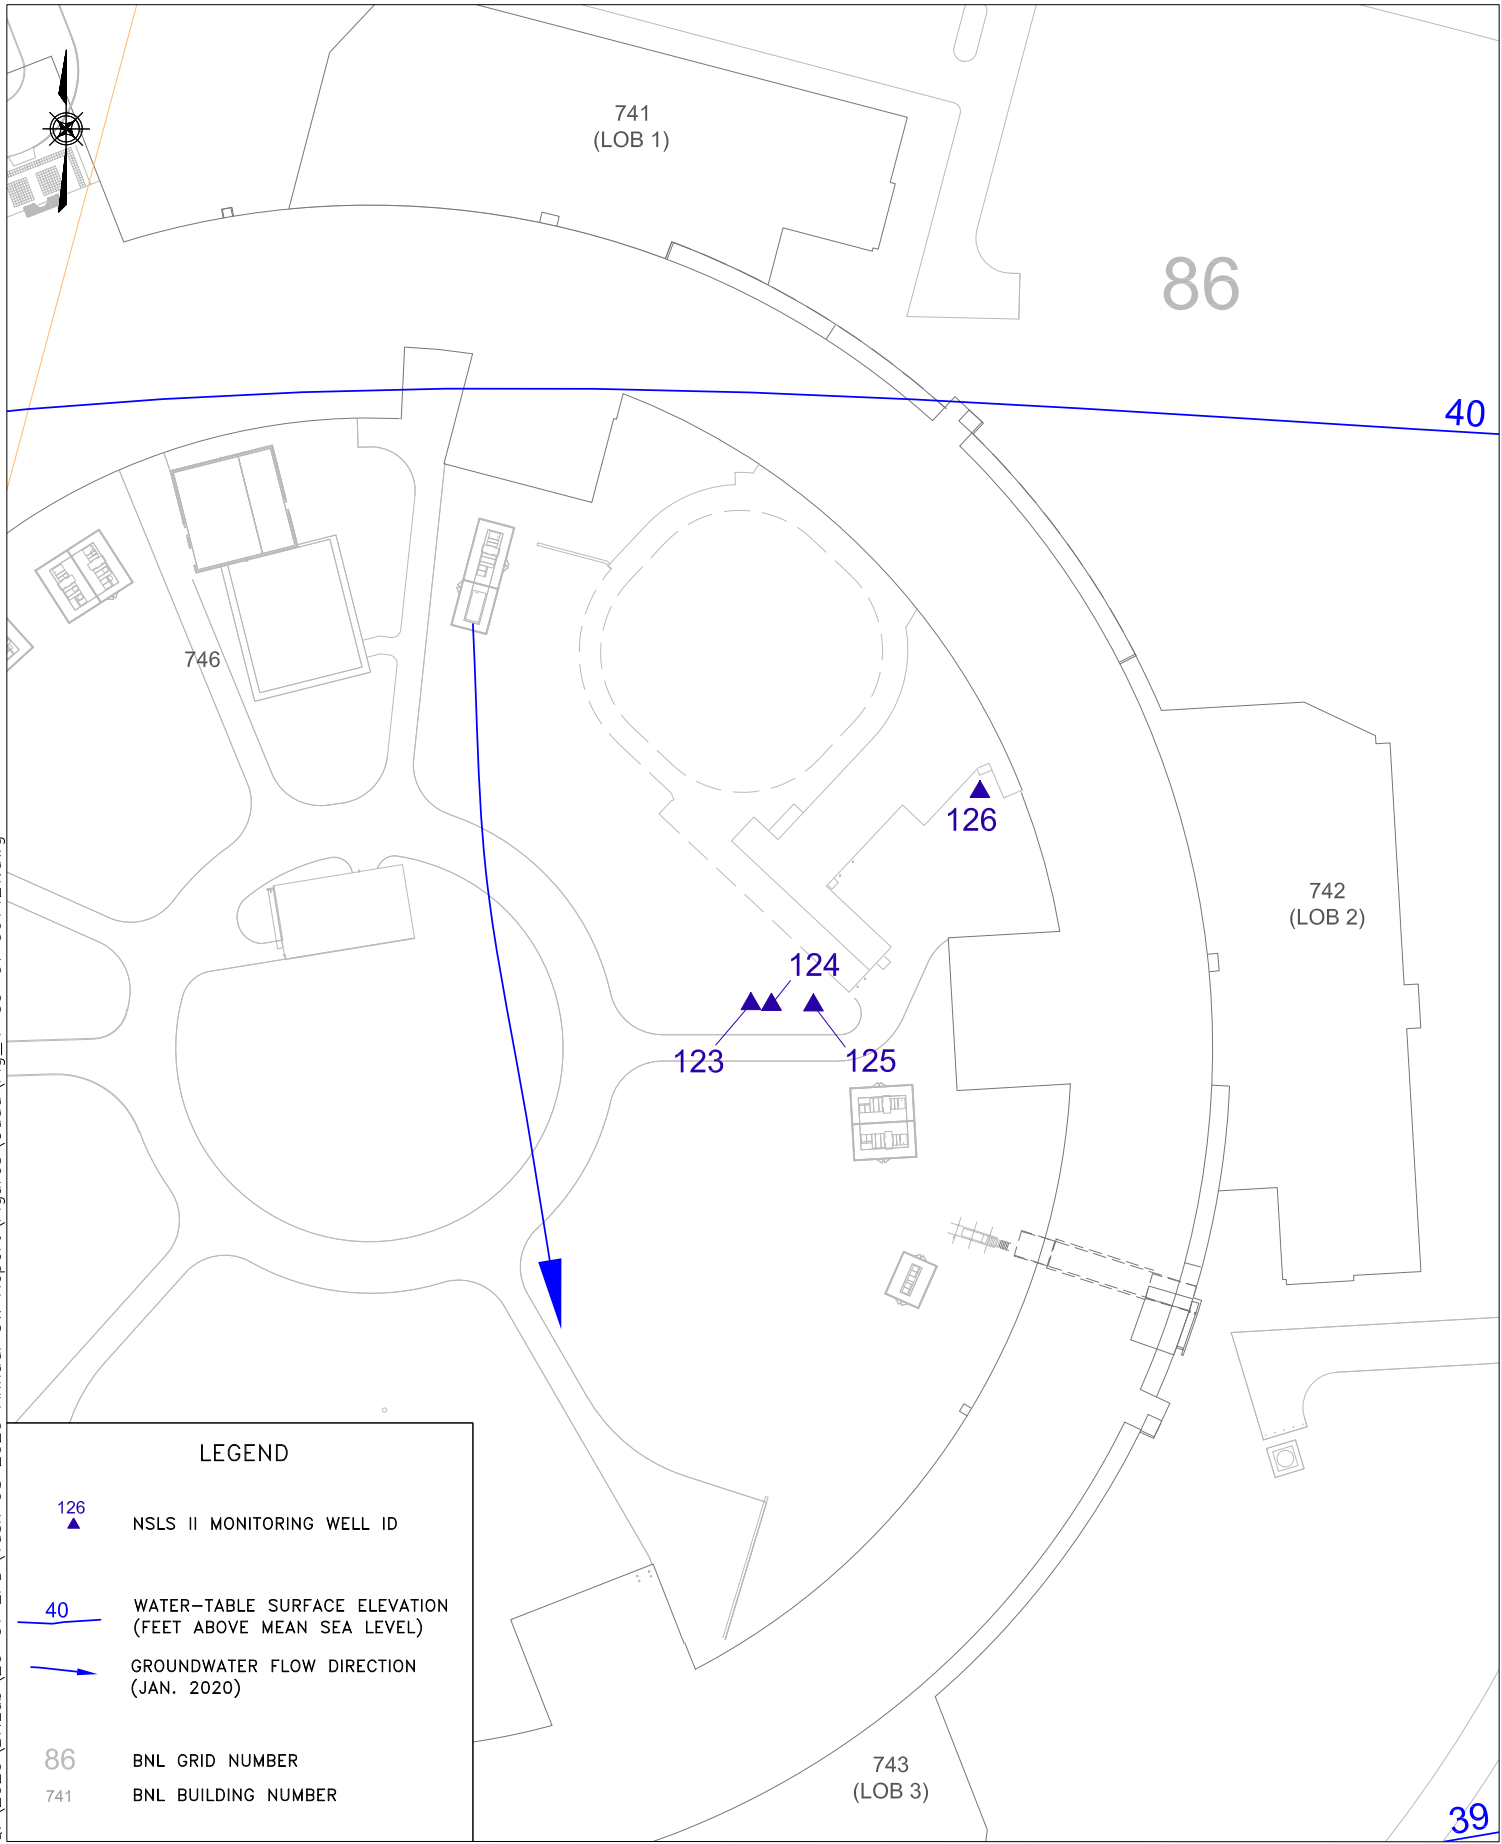 741
(LOB 1)
86
40
746
126
742
(LOB 2)
124
123
125
LEGEND
126
NSLS II MONITORING WELL ID
40
WATER-TABLE SURFACE ELEVATION
(FEET ABOVE MEAN SEA LEVEL)
GROUNDWATER FLOW DIRECTION
(JAN. 2020)
86
BNL GRID NUMBER
741
BNL BUILDING NUMBER
743
(LOB 3)
39